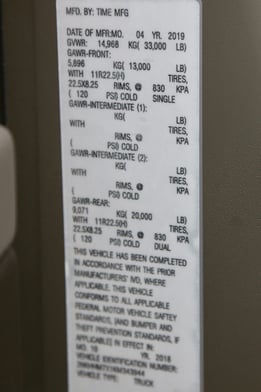 MFD. BY: TIME MFG
DATE OF MFR:MO. 04 YR. 2019
GVWR: 14,968 KG( 33,000 LB)
GAWR-FRONT:
5,896 KG( 13,000 LB)
WITH 11R22.5(H) TIRES,
22.5X8.25 RIMS, @ 830 KPA
( 120 PSI) COLD SINGLE
GAWR-INTERMEDIATE (1):
KG( LB)
WITH TIRES,
RIMS, @ KPA
( PSI) COLD
GAWR-INTERMEDIATE (2):
KG( LB)
WITH TIRES,
RIMS, @ KPA
( PSI) COLD
GAWR-REAR:
9,071 KG( 20,000 LB)
WITH 11R22.5(H) TIRES,
22.5X8.25 RIMS, @ 830 KPA
( 120 PSI) COLD DUAL
THIS VEHICLE HAS BEEN COMPLETED
IN ACCORDANCE WITH THE PRIOR
MANUFACTURERS' IVD, WHERE
APPLICABLE. THIS VEHICLE
CONFORMS TO ALL APPLICABLE
FEDERAL MOTOR VEHICLE SAFTEY
STANDARDS, [AND BUMPER AND
THEFT PREVENTION STANDARDS, IF
APPLICABLE] IN EFFECT IN:
MO. 10 YR. 2018
VEHICLE IDENTIFICATION NUMBER:
VEHICLE TYPE: TRUCK